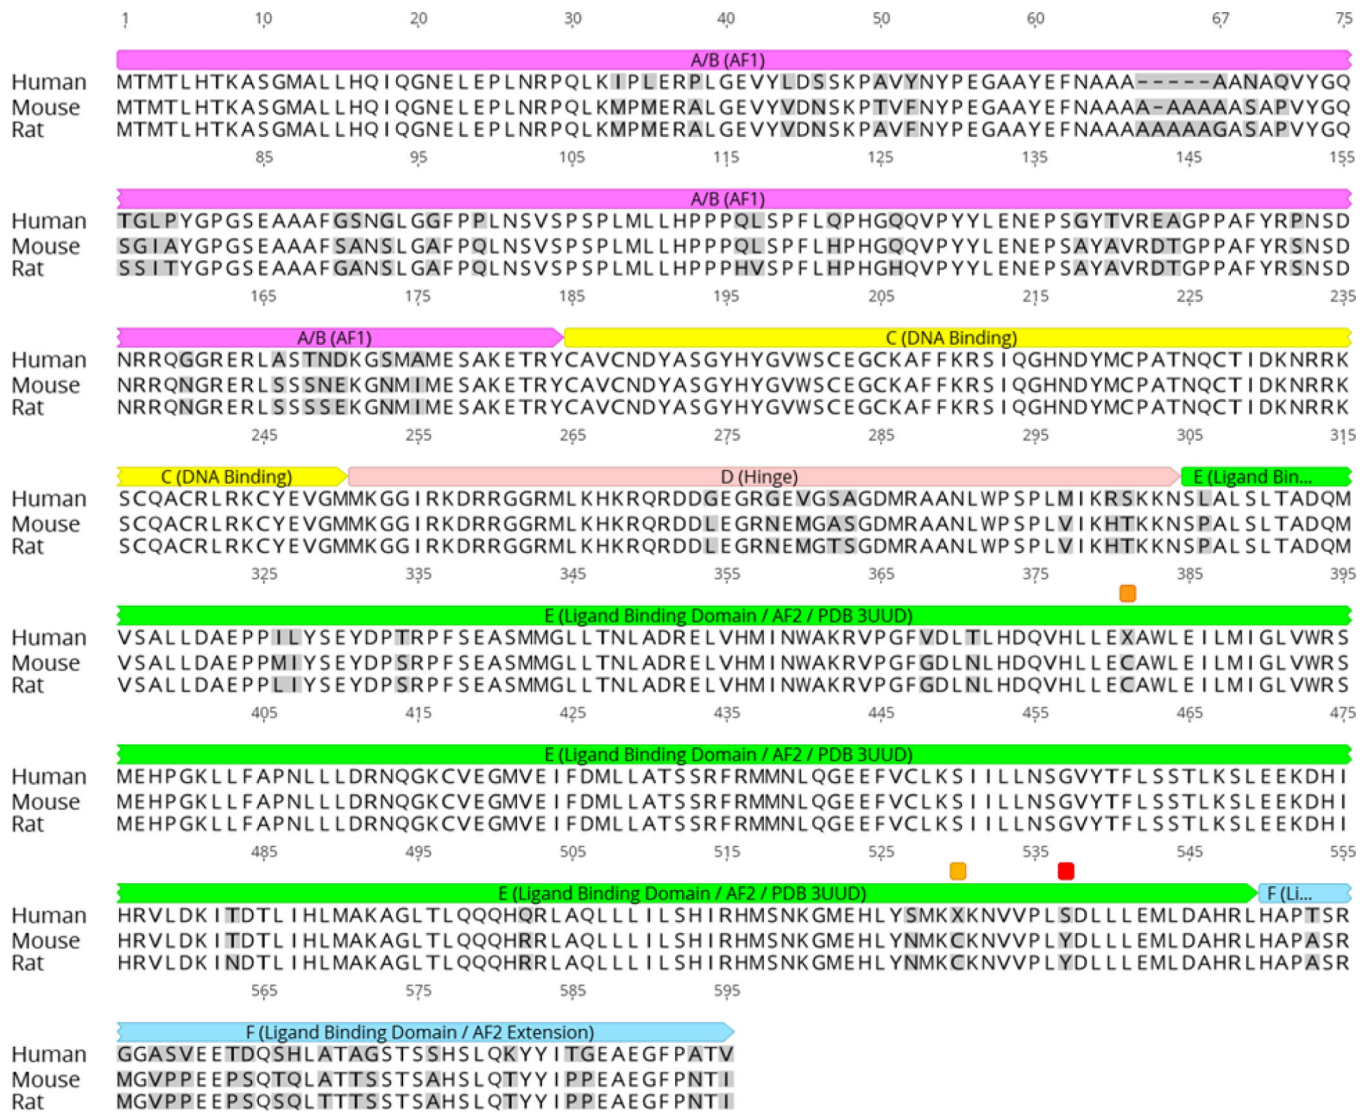 1 10 20 30 40 50 60 67 75
A/B (AF1)
Human MTMTLHTKASGMALLHQIQGNELEPLNRPQLKIPLERPLGEVYLDSSKPAVYNYPEGAAYEFNAAA-----AANAQVYGQ
Mouse MTMTLHTKASGMALLHQIQGNELEPLNRPQLKMPMERALGEVYVDNSKPTVFNYPEGAAYEFNAAAA-AAAAASAPVYGQ
Rat MTMTLHTKASGMALLHQIQGNELEPLNRPQLKMPMERALGEVYVDNSKPAVFNYPEGAAYEFNAAAAAAAAGASAPVYGQ
85 95 105 115 125 135 145 155
A/B (AF1)
Human TGLPYGPGSEAAAFGSNGLGGFPPLNSVSPSPLMLLHPPPQLSPFLQPHGQQVPYYLENEPSGYTVREAGPPAFYRPNSD
Mouse SGIAYGPGSEAAAFSANSLGAFPQLNSVSPSPLMLLHPPPQLSPFLHPHGQQVPYYLENEPSAYAVRDTGPPAFYRSNSD
Rat SSITYGPGSEAAAFGANSLGAFPQLNSVSPSPLMLLHPPPHVSPFLHPHGHQVPYYLENEPSAYAVRDTGPPAFYRSNSD
165 175 185 195 205 215 225 235
A/B (AF1) C (DNA Binding)
Human NRRQGGRERLASTNDKGSMAMESAKETRYCAVCNDYASGYHYGVWSCEGCKAFFKRSIQGHNDYMCPATNQCTIDKNRRK
Mouse NRRQNGRERLSSSNEKGNMIMESAKETRYCAVCNDYASGYHYGVWSCEGCKAFFKRSIQGHNDYMCPATNQCTIDKNRRK
Rat NRRQNGRERLSSSSEKGNMIMESAKETRYCAVCNDYASGYHYGVWSCEGCKAFFKRSIQGHNDYMCPATNQCTIDKNRRK
245 255 265 275 285 295 305 315
C (DNA Binding) D (Hinge) E (Ligand Bin...
Human SCQACRLRKCYEVGMMKGGIRKDRRGGRMLKHKRQRDDGEGRGEVGSAGDMRAANLWPSPLMIKRSKKNSLALSLTADQM
Mouse SCQACRLRKCYEVGMMKGGIRKDRRGGRMLKHKRQRDDLEGRNEMGASGDMRAANLWPSPLVIKHTKKNSPALSLTADQM
Rat SCQACRLRKCYEVGMMKGGIRKDRRGGRMLKHKRQRDDLEGRNEMGTSGDMRAANLWPSPLVIKHTKKNSPALSLTADQM
325 335 345 355 365 375 385 395
E (Ligand Binding Domain / AF2 / PDB 3UUD)
Human VSALLDAEPPILYSEYDPTRPFSEASMMGLLTNLADRELVHMINWAKRVPGFVDLTLHDQVHLLEXAWLEILMIGLVWRS
Mouse VSALLDAEPPMIYSEYDPSRPFSEASMMGLLTNLADRELVHMINWAKRVPGFGDLNLHDQVHLLECAWLEILMIGLVWRS
Rat VSALLDAEPPLIYSEYDPSRPFSEASMMGLLTNLADRELVHMINWAKRVPGFGDLNLHDQVHLLECAWLEILMIGLVWRS
405 415 425 435 445 455 465 475
E (Ligand Binding Domain / AF2 / PDB 3UUD)
Human MEHPGKLLFAPNLLLDRNQGKCVEGMVEIFDMLLATSSRFRMMNLQGEEFVCLKSIILLNSGVYTFLSSTLKSLEEKDHI
Mouse MEHPGKLLFAPNLLLDRNQGKCVEGMVEIFDMLLATSSRFRMMNLQGEEFVCLKSIILLNSGVYTFLSSTLKSLEEKDHI
Rat MEHPGKLLFAPNLLLDRNQGKCVEGMVEIFDMLLATSSRFRMMNLQGEEFVCLKSIILLNSGVYTFLSSTLKSLEEKDHI
485 495 505 515 525 535 545 555
E (Ligand Binding Domain / AF2 / PDB 3UUD) F (Li...
Human HRVLDKITDTLIHLMAKAGLTLQQQHQRLAQLLLILSHIRHMSNKGMEHLYSMKXKNVVPLSDLLLEMLDAHRLHAPTSR
Mouse HRVLDKITDTLIHLMAKAGLTLQQQHRRLAQLLLILSHIRHMSNKGMEHLYNMKCKNVVPLYDLLLEMLDAHRLHAPASR
Rat HRVLDKINDTLIHLMAKAGLTLQQQHRRLAQLLLILSHIRHMSNKGMEHLYNMKCKNVVPLYDLLLEMLDAHRLHAPASR
565 575 585 595
F (Ligand Binding Domain / AF2 Extension)
Human GGASVEETDQSHLATAGSTSSHSLQKYYITGEAEGFPATV
Mouse MGVPPEEPSQTQLATTSSTSAHSLQTYYIPPEAEGFPNTI
Rat MGVPPEEPSQSQLTTTSSTSAHSLQTYYIPPEAEGFPNTI